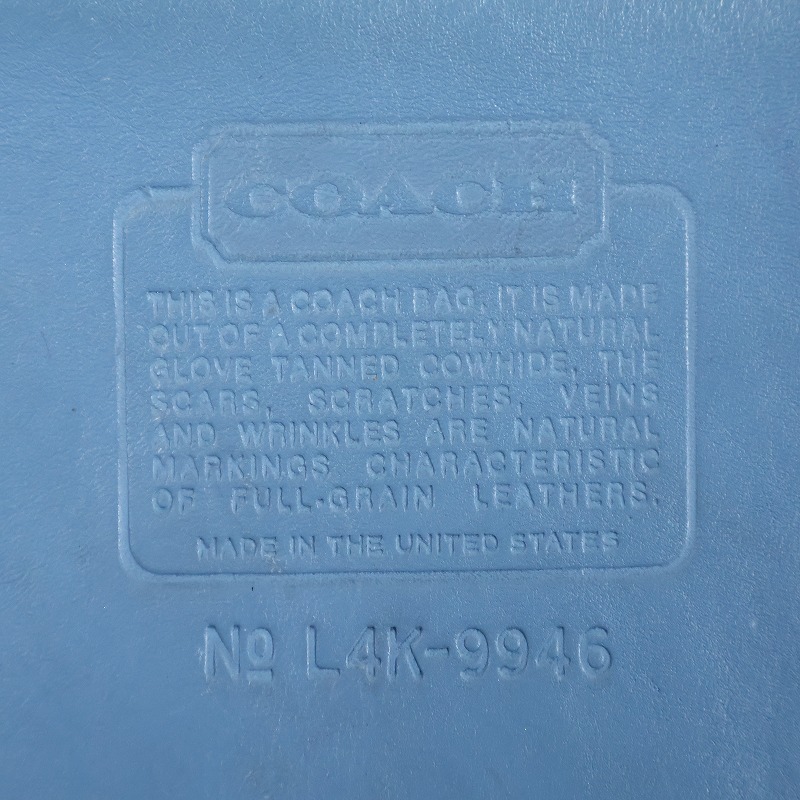 COACH
THIS IS A COACH BAG. IT IS MADE
OUT OF A COMPLETELY NATURAL
GLOVE TANNED COWHIDE, THE
SCARS, SCRATCHES, VEINS
AND WRINKLES ARE NATURAL
MARKINGS CHARACTERISTIC
OF FULL-GRAIN LEATHERS.
MADE IN THE UNITED STATES
No L4K-9946